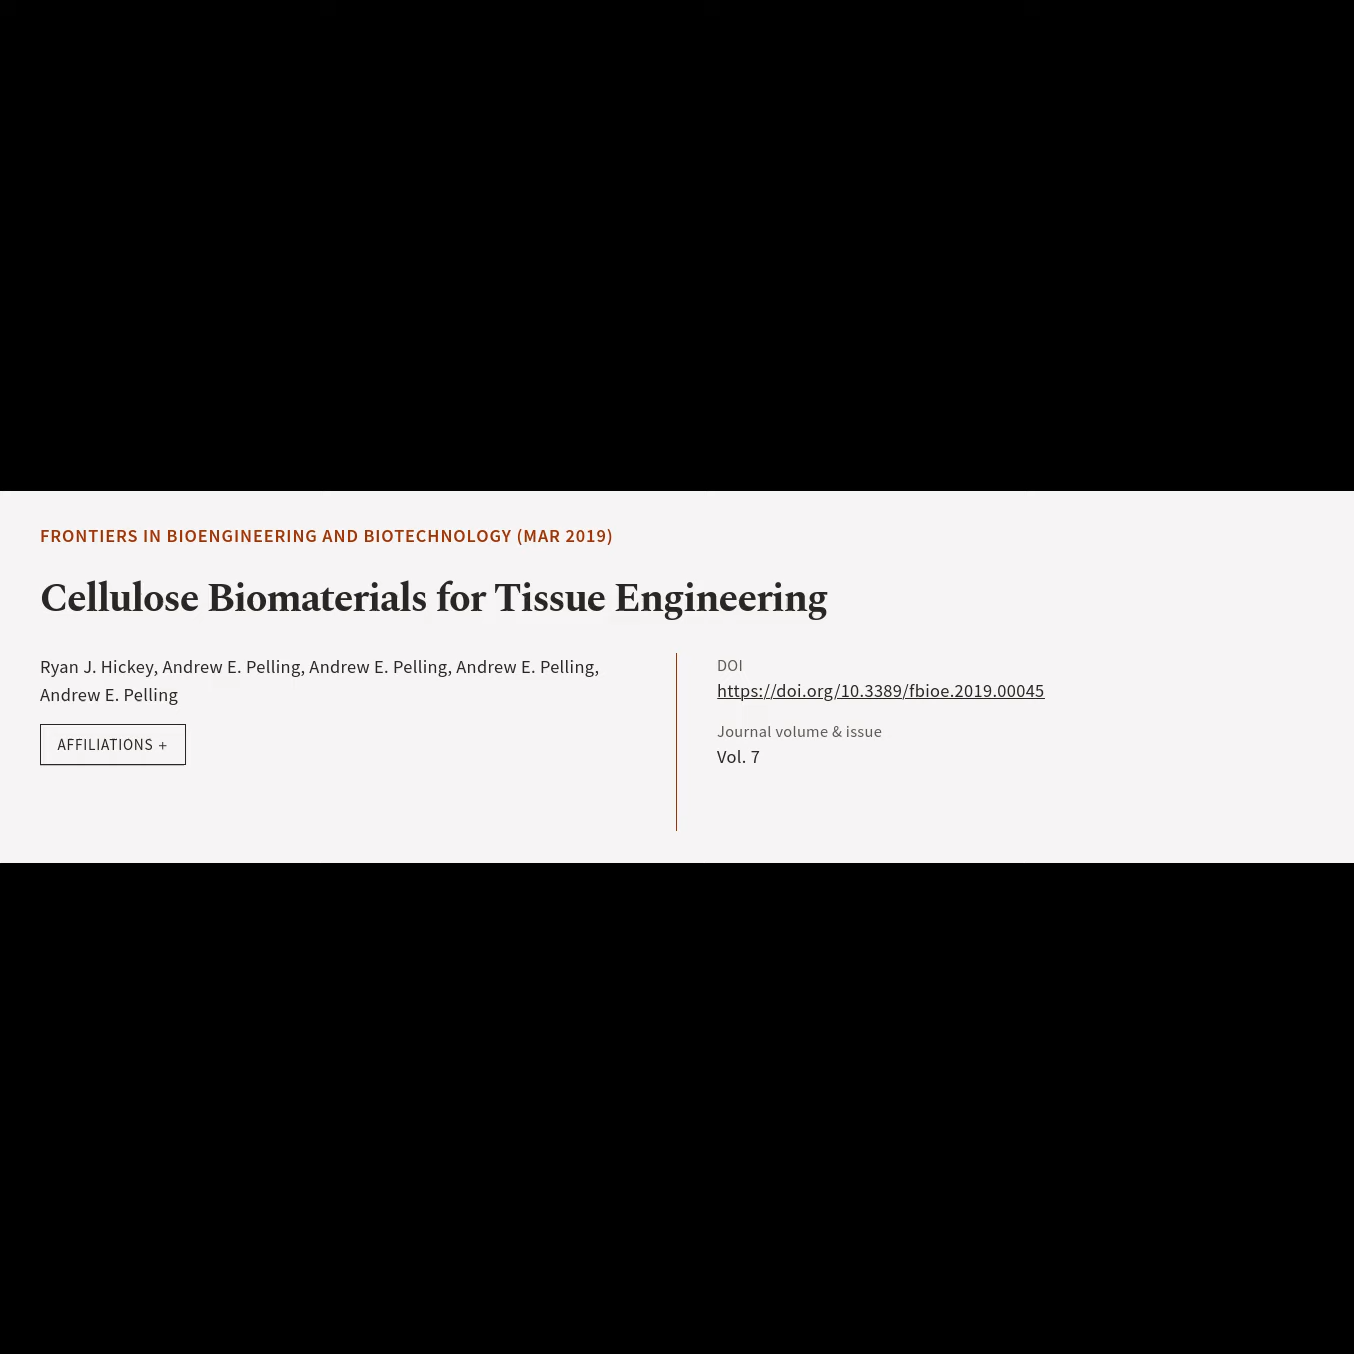 FRONTIERS IN BIOENGINEERING AND BIOTECHNOLOGY (MAR 2019)
Cellulose Biomaterials for Tissue Engineering
Ryan J. Hickey, Andrew E. Pelling, Andrew E. Pelling, Andrew E. Pelling,
Andrew E. Pelling
AFFILIATIONS +
DOI
https://doi.org/10.3389/fbioe.2019.00045
Journal volume & issue
Vol. 7